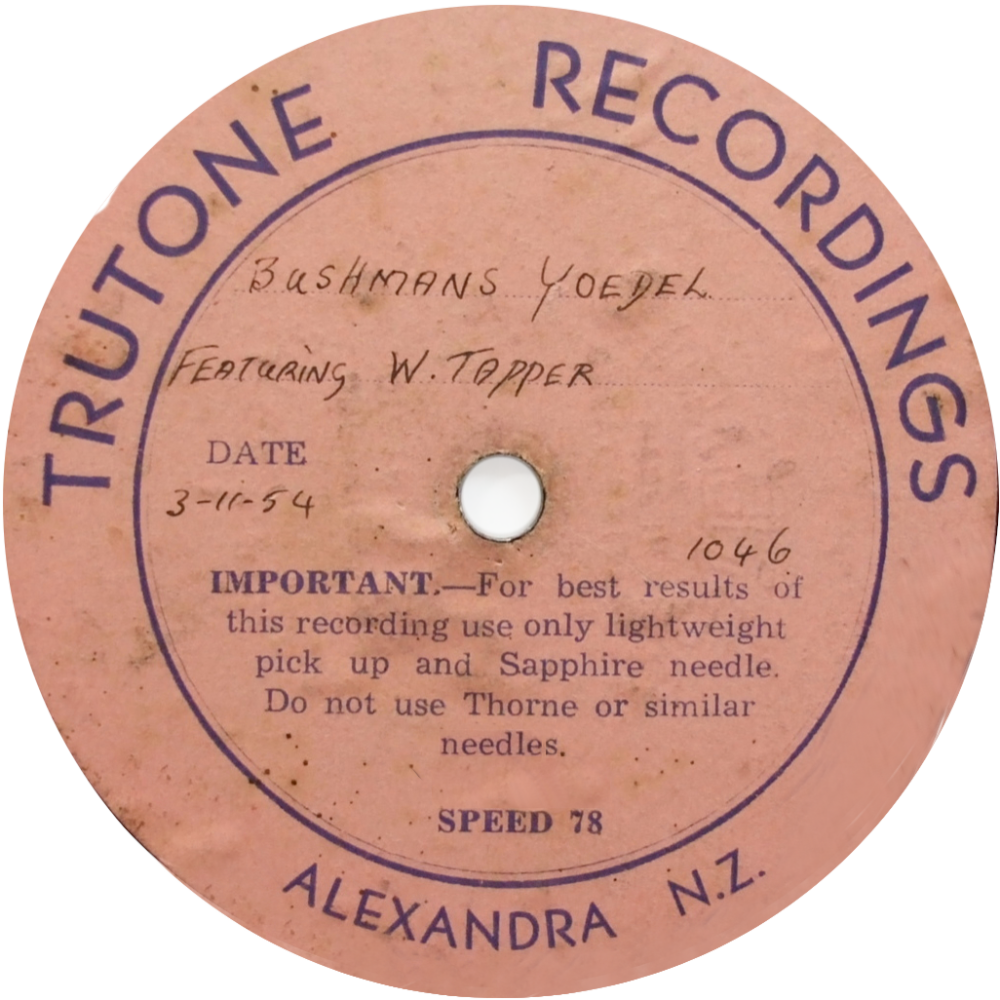 TRUTONE RECORDINGS
BUSHMANS YOEDEL
FEATURING W. TAPPER
DATE
3-11-54
1046
IMPORTANT.—For best results of
this recording use only lightweight
pick up and Sapphire needle.
Do not use Thorne or similar
needles.
SPEED 78
ALEXANDRA N.Z.